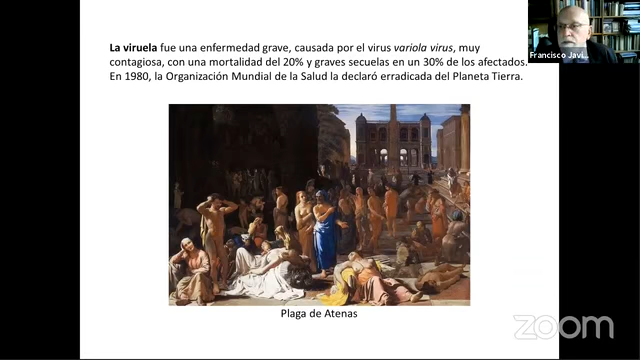 La viruela fue una enfermedad grave, causada por el virus variola virus, muy
contagiosa, con una mortalidad del 20% y graves secuelas en un 30% de los afectados.
En 1980, la Organización Mundial de la Salud la declaró erradicada del Planeta Tierra.
Francisco Javi...
Plaga de Atenas
zoom